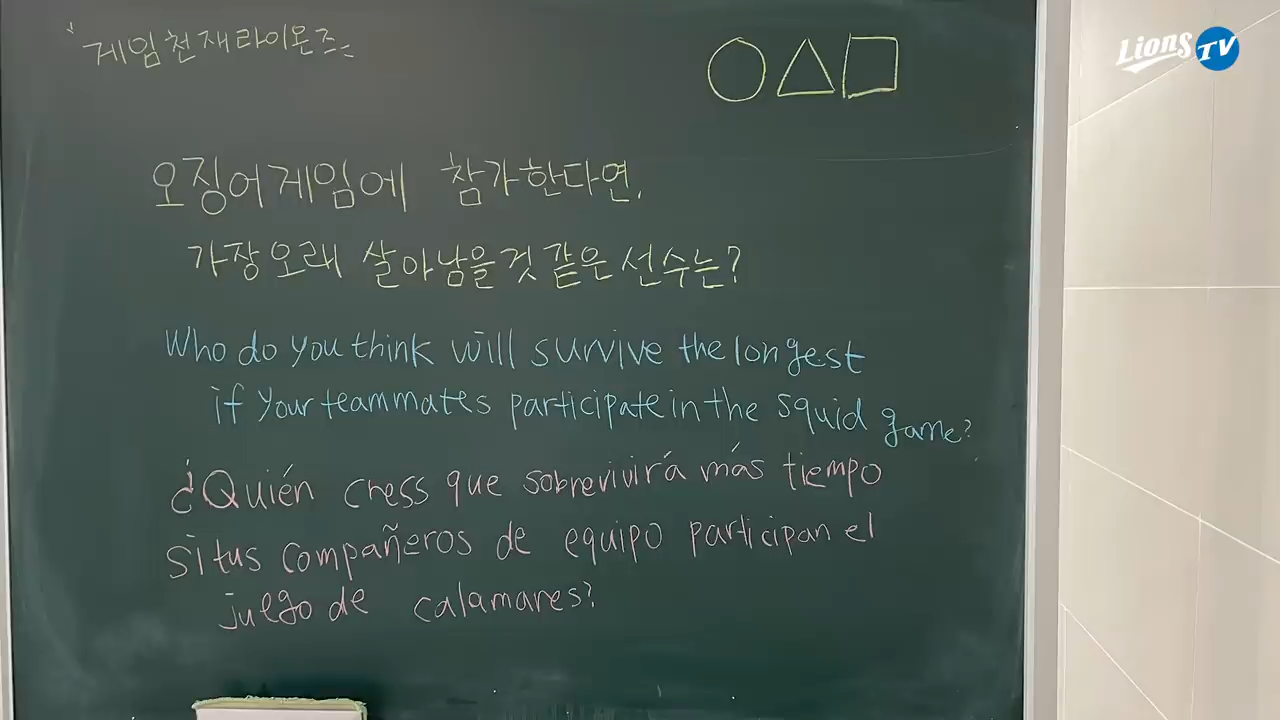 게임천재라이온즈
Lions TV
오징어게임에 참가한다면,
가장오래 살아남을것 같은 선수는?
Who do you think will survive the longest
if your teammates participate in the squid game?
¿Quién cress que sobrevivirá más tiempo
si tus compañeros de equipo participan el
juego de calamares?